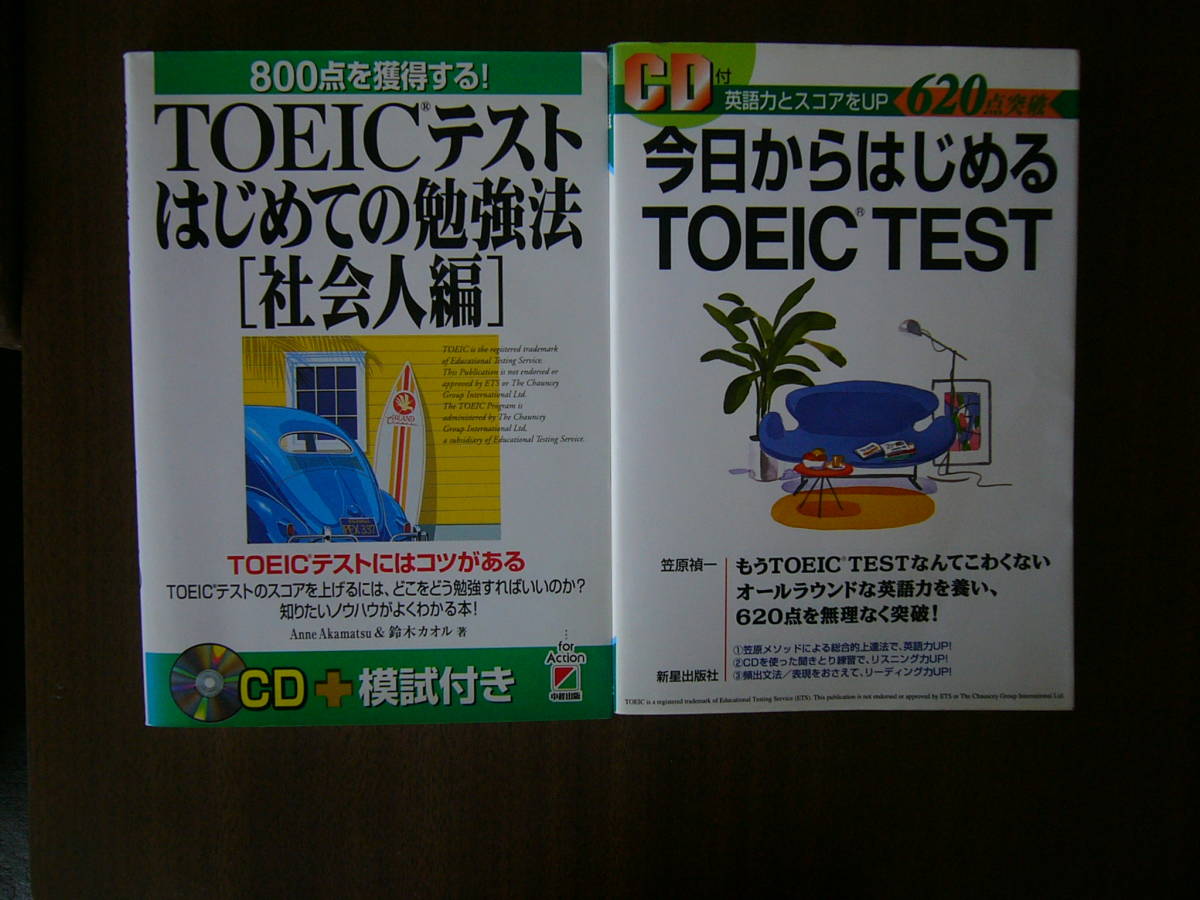 800点を獲得する!
TOEIC®テスト
はじめての勉強法
[社会人編]
TOEIC is the registered trademark
of Educational Testing Service.
This Publication is not endorsed or
approved by ETS or The Chauncey
Group International Ltd.
The TOEIC Program is
administered by The Chauncey
Group International Ltd,
a subsidiary of Educational Testing Service.
ISLAND
PFX·337
TOEIC®テストにはコツがある
TOEIC®テストのスコアを上げるには、どこをどう勉強すればいいのか?
知りたいノウハウがよくわかる本!
Anne Akamatsu & 鈴木カオル 著
CD+模試付き
for
Action
中経出版
CD付
英語力とスコアをUP
620点突破
今日からはじめる
TOEIC® TEST
笠原禎一
もうTOEIC® TESTなんてこわくない
オールラウンドな英語力を養い、
620点を無理なく突破!
①笠原メソッドによる総合的上達法で、英語力UP!
②CDを使った聞きとり練習で、リスニング力UP!
③頻出文法/表現をおさえて、リーディング力UP!
新星出版社
TOEIC is a registered trademark of Educational Testing Service (ETS). This publication is not endorsed or approved by ETS or The Chauncey Group International Ltd.